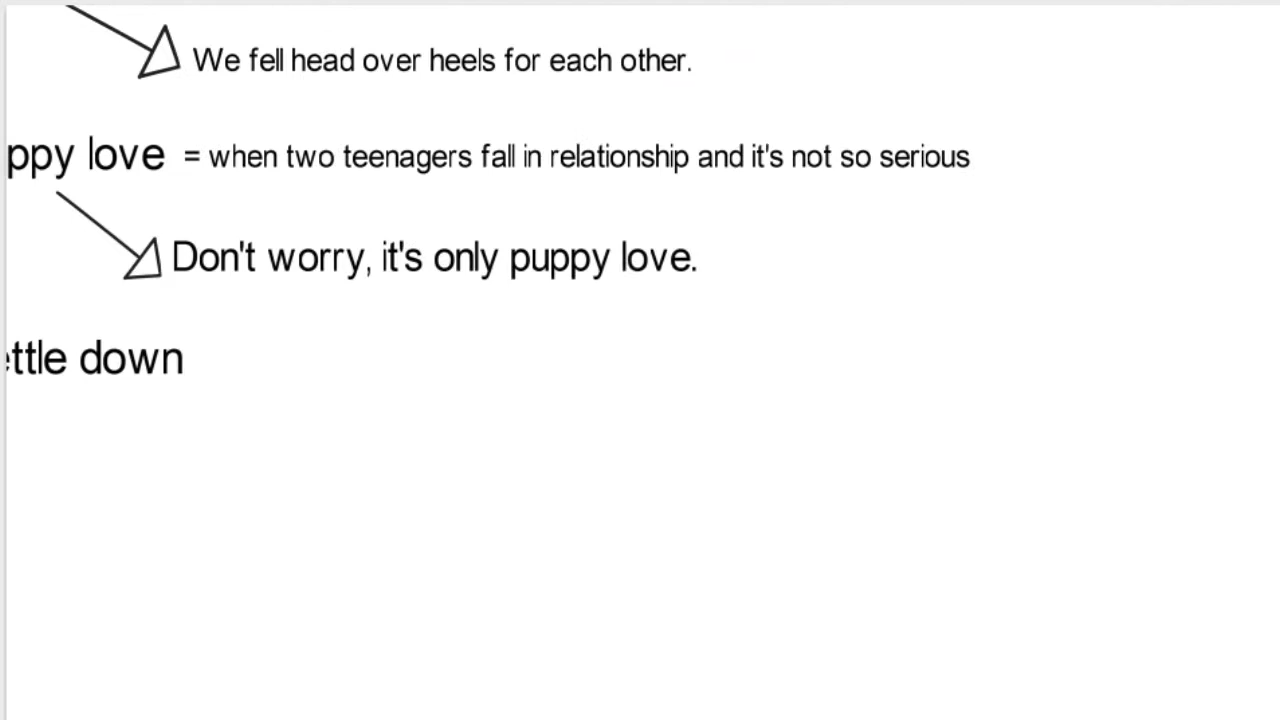 We fell head over heels for each other.
ppy love = when two teenagers fall in relationship and it's not so serious
Don't worry, it's only puppy love.
ettle down